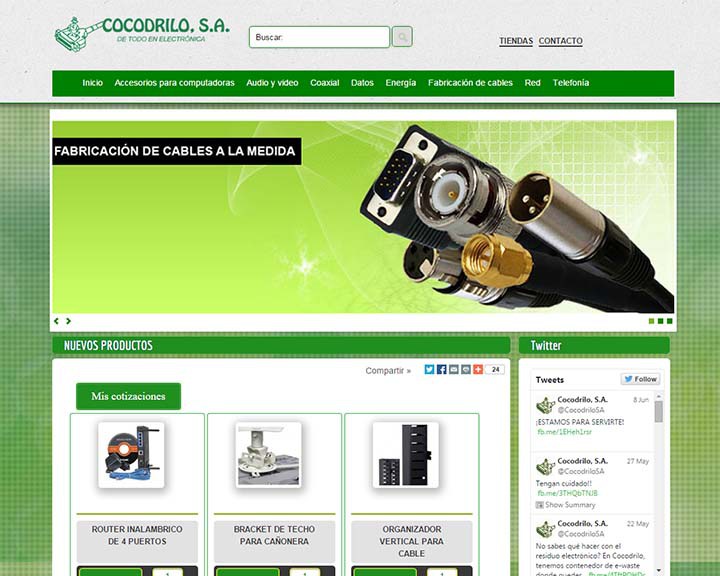 COCODRILO, S.A.
DE TODO EN ELECTRÓNICA
Buscar:
TIENDAS CONTACTO
Inicio Accesorios para computadoras Audio y video Coaxial Datos Energía Fabricación de cables Red Telefonía
FABRICACIÓN DE CABLES A LA MEDIDA
NUEVOS PRODUCTOS
Compartir »
24
Mis cotizaciones
ROUTER INALAMBRICO
DE 4 PUERTOS
BRACKET DE TECHO
PARA CAÑONERA
ORGANIZADOR
VERTICAL PARA
CABLE
Twitter
Tweets
Follow
Cocodrilo, S.A. 8 Jun
@CocodriloSA
¡ESTAMOS PARA SERVIRTE!
fb.me/1EHeh1rsr
Cocodrilo, S.A. 27 May
@CocodriloSA
Tengan cuidado!!
fb.me/3THQbTNJB
Show Summary
Cocodrilo, S.A. 22 May
@CocodriloSA
No sabes qué hacer con el
residuo electrónico? En Cocodrilo,
tenemos contenedor de e-waste